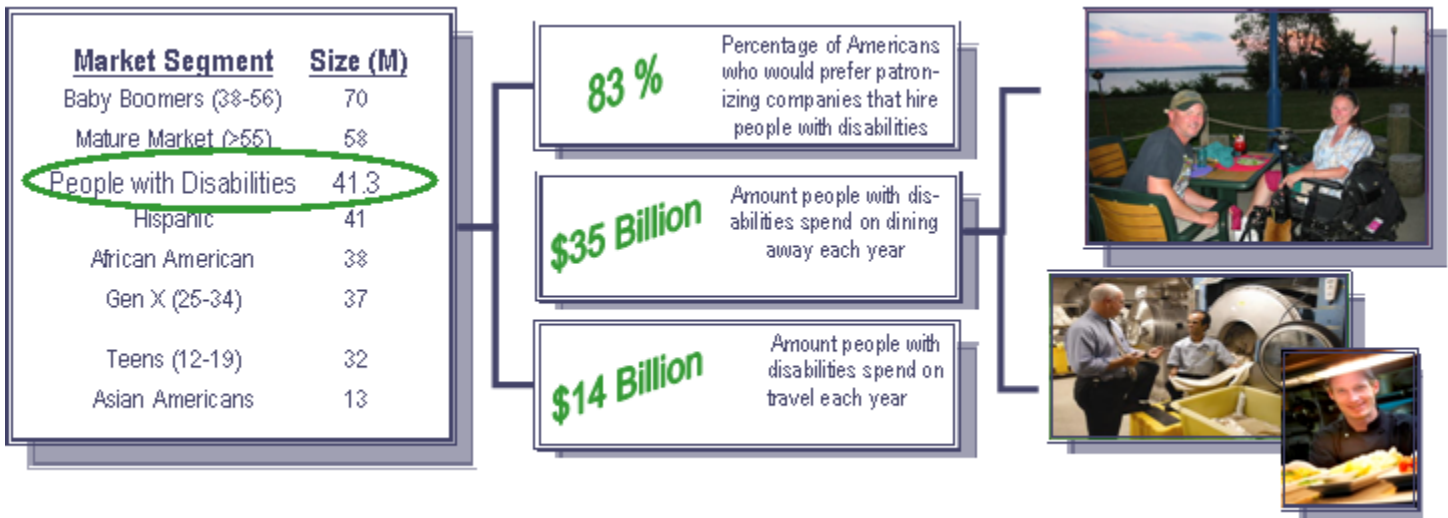 Market Segment Size (M)
Baby Boomers (38-56) 70
Mature Market (>55) 58
People with Disabilities 41.3
Hispanic 41
African American 38
Gen X (25-34) 37
Teens (12-19) 32
Asian Americans 13
83 %
Percentage of Americans
who would prefer patron-
izing companies that hire
people with disabilities
$35 Billion
Amount people with dis-
abilities spend on dining
away each year
$14 Billion
Amount people with
disabilities spend on
travel each year